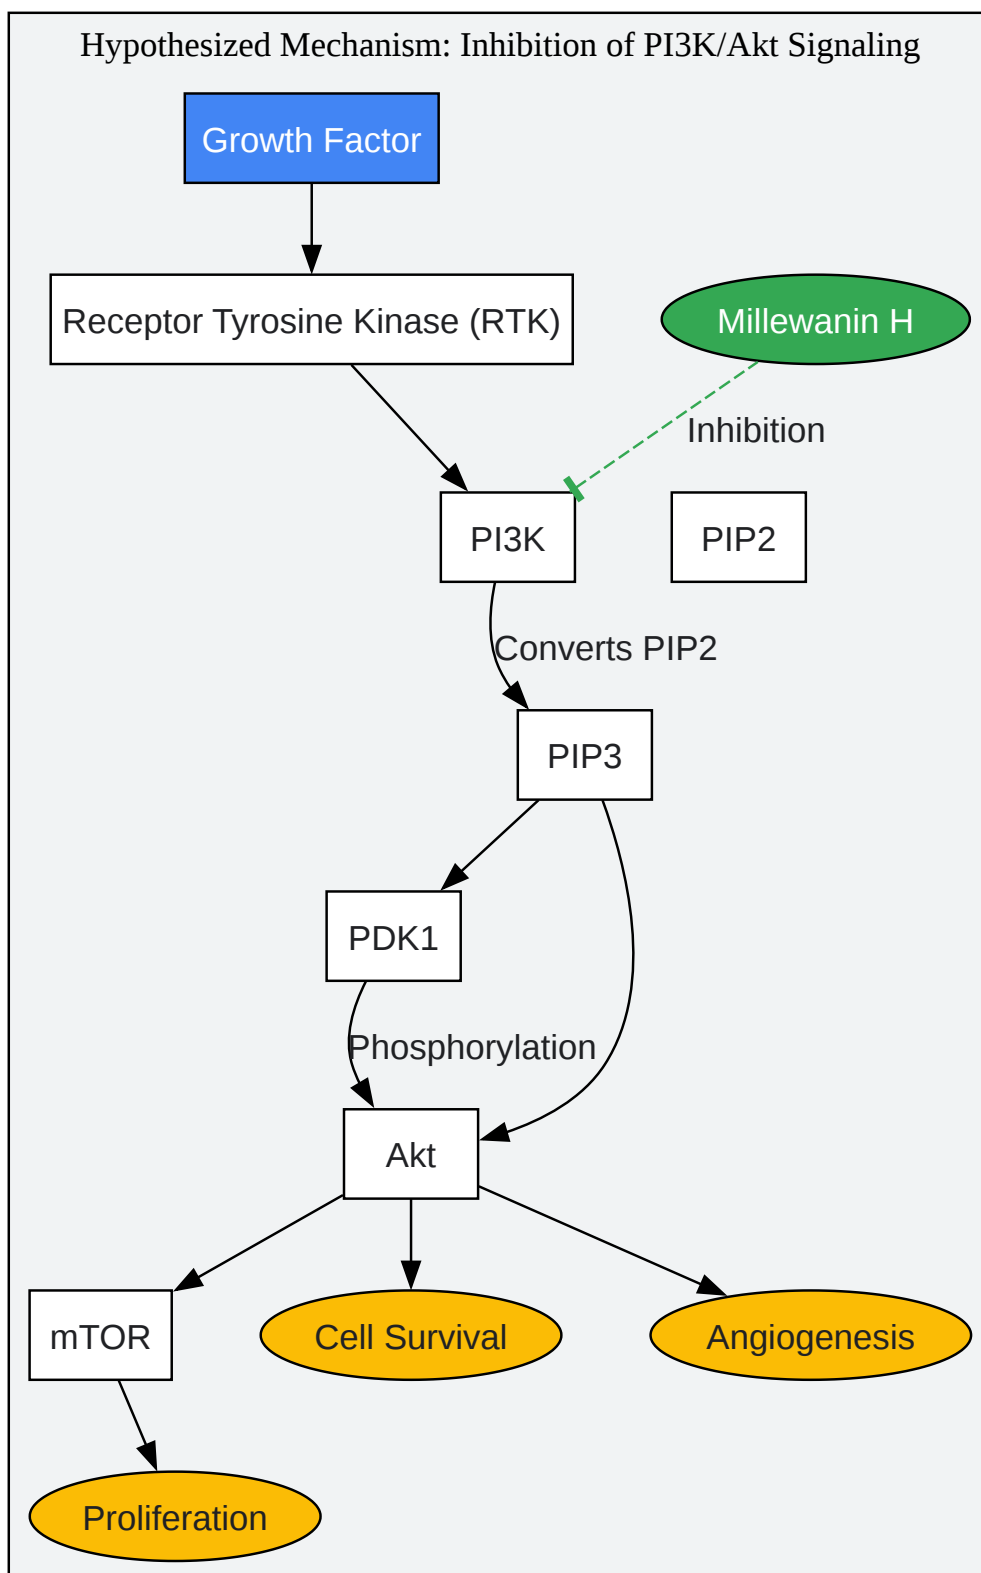 Hypothesized Mechanism: Inhibition of PI3K/Akt Signaling
Growth Factor
Receptor Tyrosine Kinase (RTK)
Millewanin H
Inhibition
PI3K
PIP2
Converts PIP2
PIP3
PDK1
Phosphorylation
Akt
mTOR
Cell Survival
Angiogenesis
Proliferation